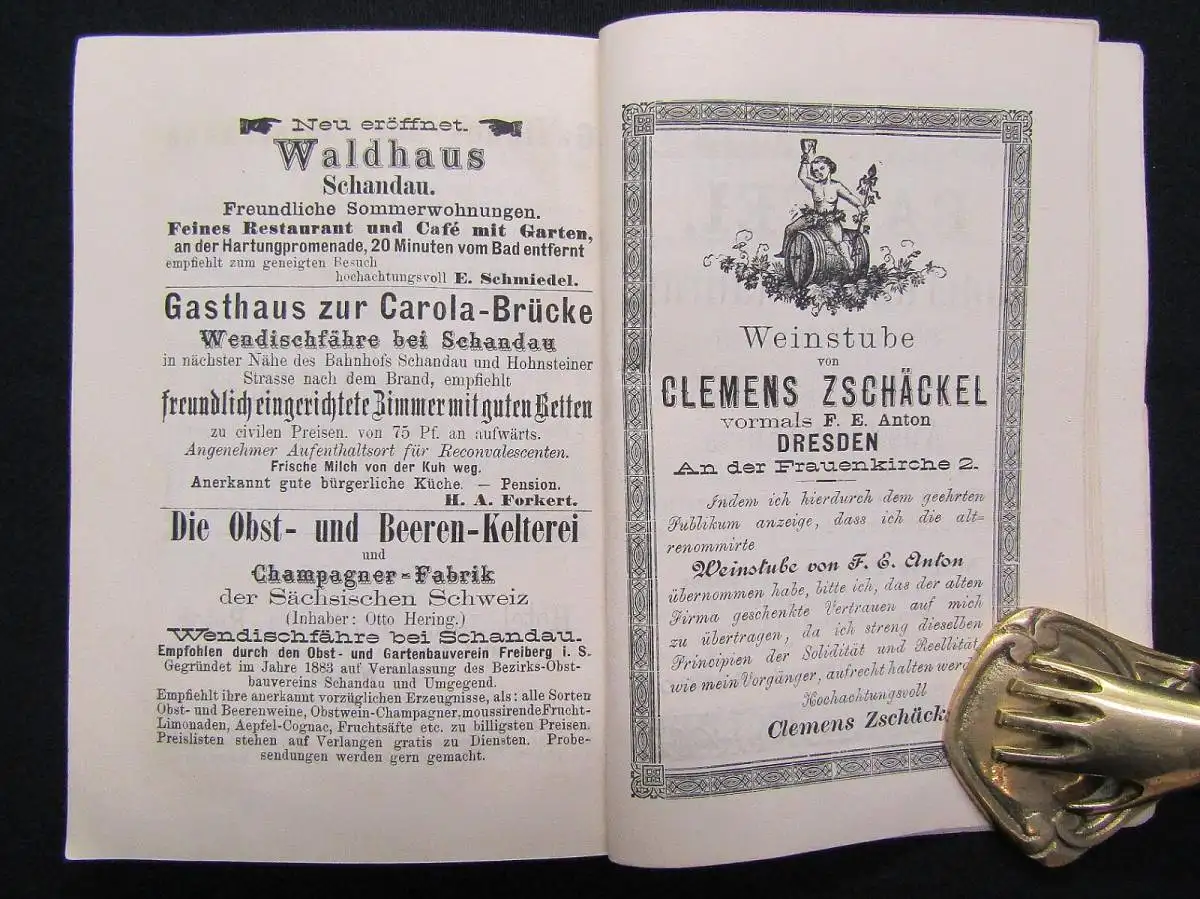 Neu eröffnet.
Waldhaus
Schandau.
Freundliche Sommerwohnungen.
Feines Restaurant und Café mit Garten,
an der Hartungpromenade, 20 Minuten vom Bad entfernt
empfiehlt zum geneigten Besuch
hochachtungsvoll E. Schmiedel.
Gasthaus zur Carola-Brücke
Wendischfähre bei Schandau
in nächster Nähe des Bahnhofs Schandau und Hohnsteiner
Strasse nach dem Brand, empfiehlt
freundlich eingerichtete Zimmer mit guten Betten
zu civilen Preisen. von 75 Pf. an aufwärts.
Angenehmer Aufenthaltsort für Reconvalescenten.
Frische Milch von der Kuh weg.
Anerkannt gute bürgerliche Küche. — Pension.
H. A. Forkert.
Die Obst- und Beeren-Kelterei
und
Champagner-Fabrik
der Sächsischen Schweiz
(Inhaber: Otto Hering.)
Wendischfähre bei Schandau.
Empfohlen durch den Obst- und Gartenbauverein Freiberg i. S.
Gegründet im Jahre 1883 auf Veranlassung des Bezirks-Obst-
bauvereins Schandau und Umgegend.
Empfiehlt ihre anerkannt vorzüglichen Erzeugnisse, als: alle Sorten
Obst- und Beerenweine, Obstwein-Champagner, moussirende Frucht-
Limonaden, Aepfel-Cognac, Fruchtsäfte etc. zu billigsten Preisen.
Preislisten stehen auf Verlangen gratis zu Diensten. Probe-
sendungen werden gern gemacht.
Weinstube
von
CLEMENS ZSCHÄCKEL
vormals F. E. Anton
DRESDEN
An der Frauenkirche 2.
Indem ich hierdurch dem geehrten
Publikum anzeige, dass ich die alt=
renommirte
Weinstube von F. E. Anton
übernommen habe, bitte ich, das der alten
Firma geschenkte Vertrauen auf mich
zu übertragen, da ich streng dieselben
Principien der Solidität und Reellität
wie mein Vorgänger, aufrecht halten werde
Hochachtungsvoll
Clemens Zschäck